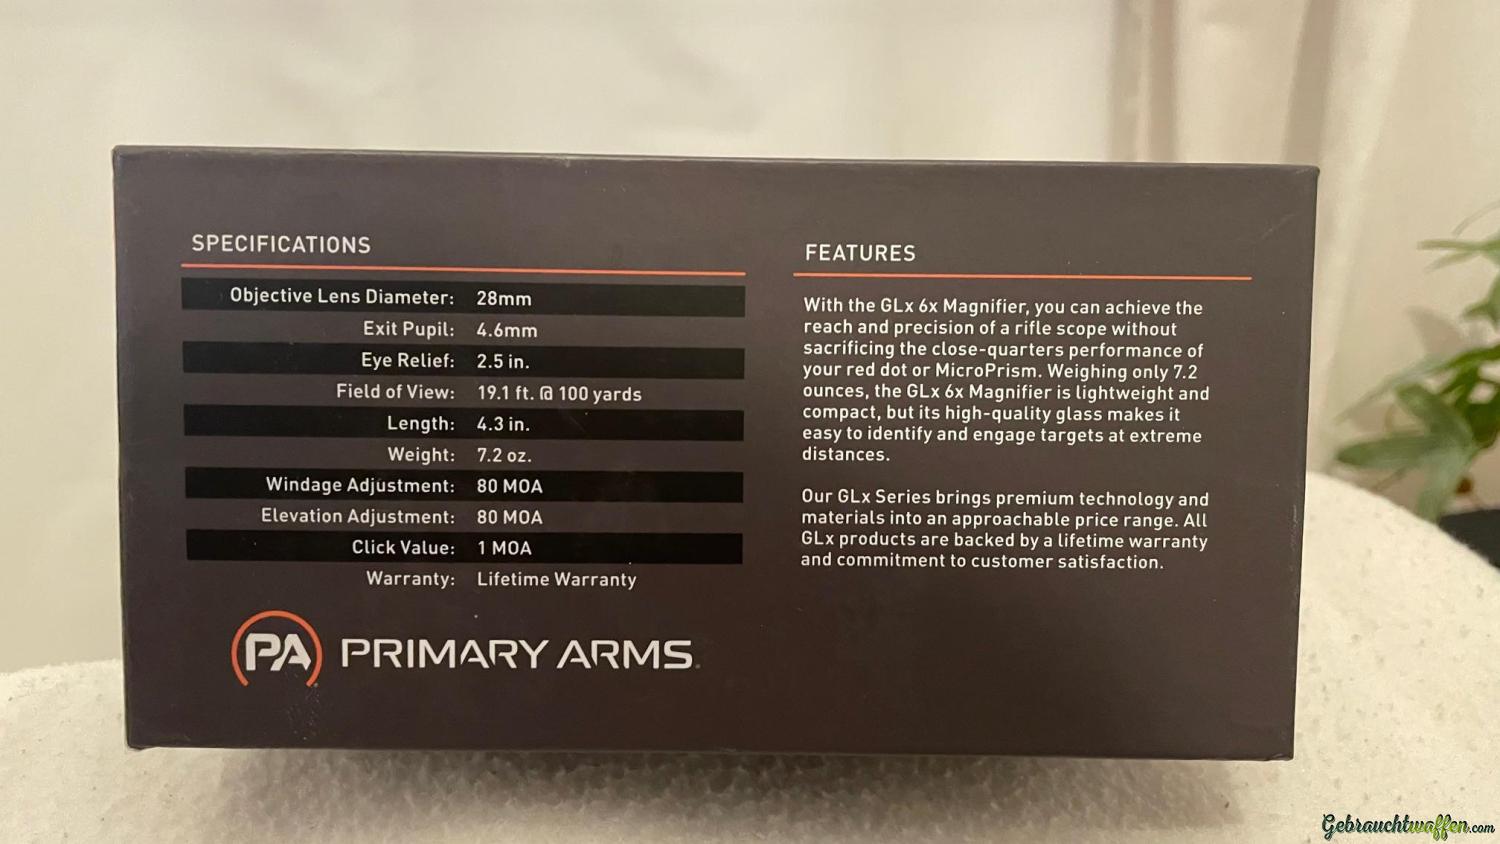 SPECIFICATIONS
Objective Lens Diameter: 28mm
Exit Pupil: 4.6mm
Eye Relief: 2.5 in.
Field of View: 19.1 ft. @ 100 yards
Length: 4.3 in.
Weight: 7.2 oz.
Windage Adjustment: 80 MOA
Elevation Adjustment: 80 MOA
Click Value: 1 MOA
Warranty: Lifetime Warranty
PA PRIMARY ARMS
FEATURES
With the GLx 6x Magnifier, you can achieve the
reach and precision of a rifle scope without
sacrificing the close-quarters performance of
your red dot or MicroPrism. Weighing only 7.2
ounces, the GLx 6x Magnifier is lightweight and
compact, but its high-quality glass makes it
easy to identify and engage targets at extreme
distances.
Our GLx Series brings premium technology and
materials into an approachable price range. All
GLx products are backed by a lifetime warranty
and commitment to customer satisfaction.
Gebrauchtwaffen.com